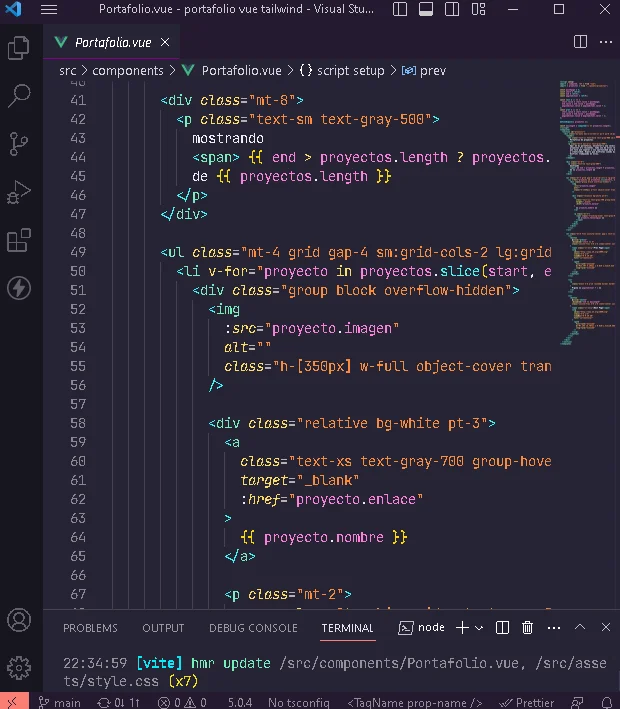 Portafolio.vue - portafolio vue tailwind - Visual Stu...
Portafolio.vue
src > components > Portafolio.vue > {} script setup > prev
41 <div class="mt-8">
42 <p class="text-sm text-gray-500">
43 mostrando
44 <span> {{ end > proyectos.length ? proyectos.
45 de {{ proyectos.length }}
46 </p>
47 </div>
48
49 <ul class="mt-4 grid gap-4 sm:grid-cols-2 lg:grid
50 <li v-for="proyecto in proyectos.slice(start, e
51 <div class="group block overflow-hidden">
52 <img
53 :src="proyecto.imagen"
54 alt=""
55 class="h-[350px] w-full object-cover tran
56 />
57
58 <div class="relative bg-white pt-3">
59 <a
60 class="text-xs text-gray-700 group-hove
61 target="_blank"
62 :href="proyecto.enlace"
63 >
64 {{ proyecto.nombre }}
65 </a>
66
67 <p class="mt-2">
PROBLEMS OUTPUT DEBUG CONSOLE TERMINAL node
22:34:59 [vite] hmr update /src/components/Portafolio.vue, /src/asse
ts/style.css (x7)
main 0↓ 1↑ 0 0 5.0.4 No tsconfig <TagName prop-name /> Prettier